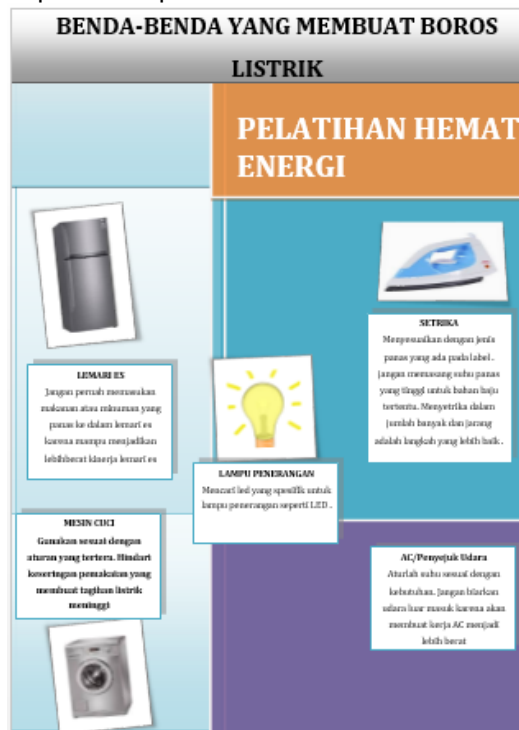 BENDA-BENDA YANG MEMBUAT BOROS
LISTRIK
PELATIHAN HEMAT
ENERGI
LEMARI ES
Jangan pernah memasukan
makanan atau minuman yang
panas ke dalam lemari es
karena mampu menjadikan
lebihberat kinerja lemari es
SETRIKA
Menyesuaikan dengan jenis
panas yang ada pada label.
jangan memasang suhu panas
yang tinggi untuk bahan baju
tertentu. Menyetrika dalam
jumlah banyak dan jarang
adalah langkah yang lebih baik.
LAMPU PENERANGAN
Mencari led yang spesifik untuk
lampu penerangan seperti LED.
MESIN CUCI
Gunakan sesuai dengan
aturan yang tertera. Hindari
keseringan pemakaian yang
membuat tagihan listrik
meninggi
AC/Penyejuk Udara
Aturlah suhu sesuai dengan
kebutuhan. Jangan biarkan
udara luar masuk karena akan
membuat kerja AC menjadi
lebih berat